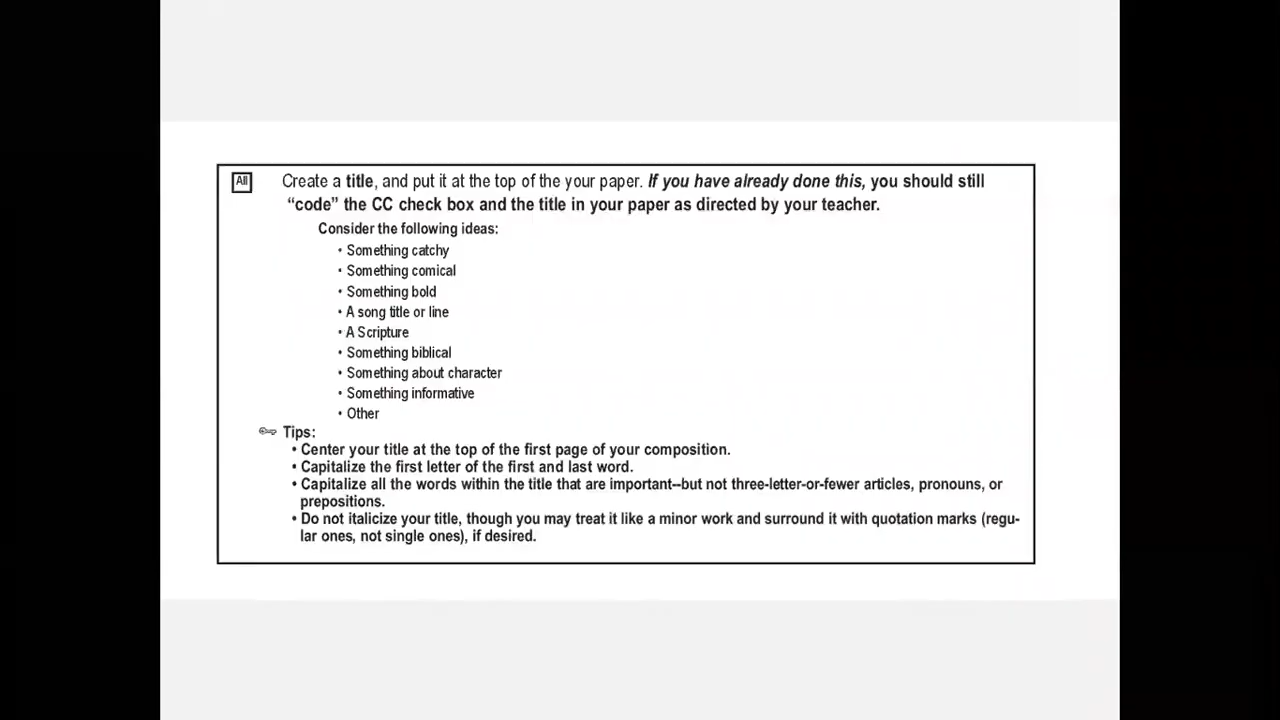 All Create a title, and put it at the top of the your paper. If you have already done this, you should still
“code” the CC check box and the title in your paper as directed by your teacher.
Consider the following ideas:
• Something catchy
• Something comical
• Something bold
• A song title or line
• A Scripture
• Something biblical
• Something about character
• Something informative
• Other
Tips:
• Center your title at the top of the first page of your composition.
• Capitalize the first letter of the first and last word.
• Capitalize all the words within the title that are important--but not three-letter-or-fewer articles, pronouns, or
prepositions.
• Do not italicize your title, though you may treat it like a minor work and surround it with quotation marks (regu-
lar ones, not single ones), if desired.